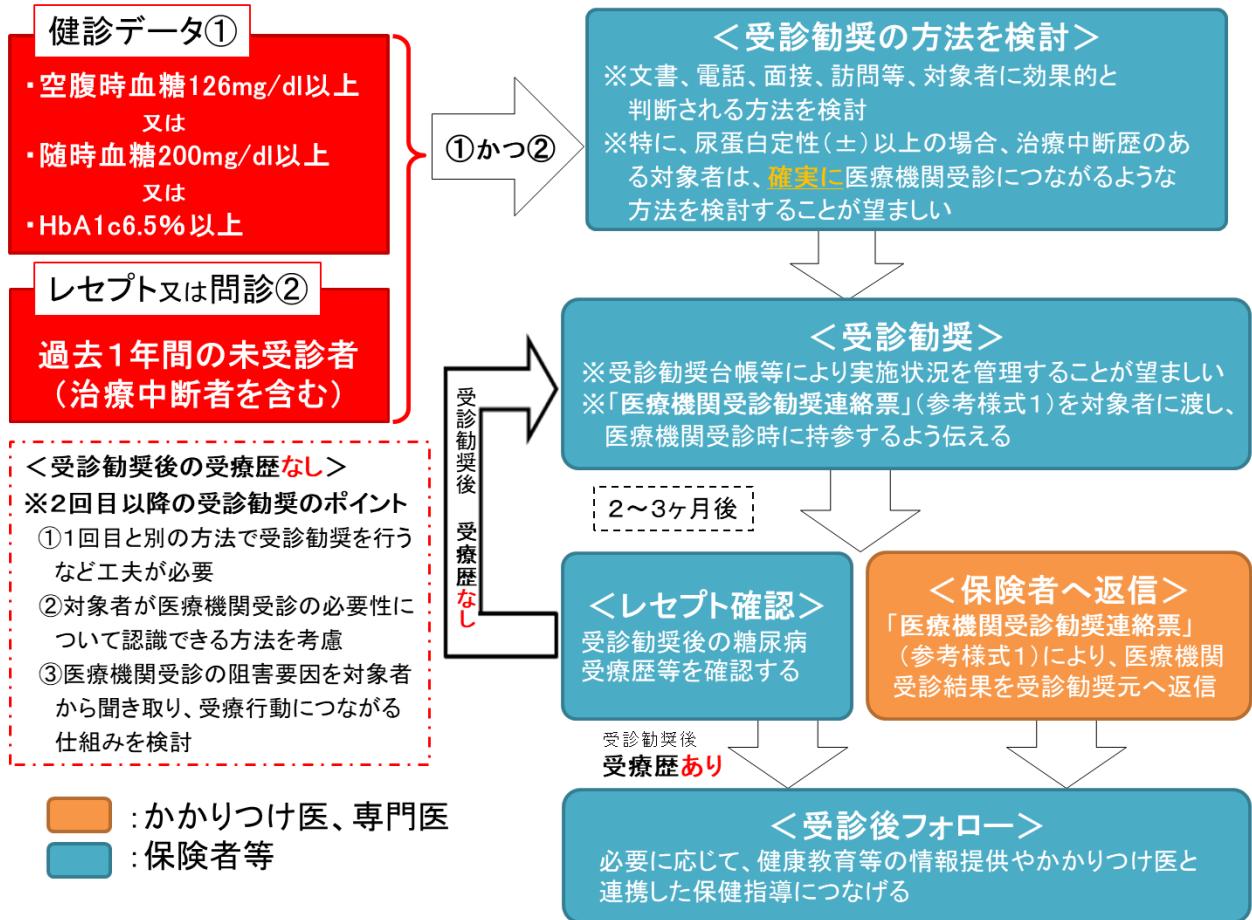 健診データ①
・空腹時血糖126mg/dl以上
又は
・随時血糖200mg/dl以上
又は
・HbA1c6.5%以上
レセプト又は問診②
過去１年間の未受診者
（治療中断者を含む）
①かつ②
＜受診勧奨の方法を検討＞
※文書、電話、面接、訪問等、対象者に効果的と
判断される方法を検討
※特に、尿蛋白定性（±）以上の場合、治療中断歴のあ
る対象者は、確実に医療機関受診につながるような
方法を検討することが望ましい
＜受診勧奨＞
※受診勧奨台帳等により実施状況を管理することが望ましい
※「医療機関受診勧奨連絡票」（参考様式１）を対象者に渡し、
医療機関受診時に持参するよう伝える
受診勧奨後　受療歴なし
＜受診勧奨後の受療歴なし＞
※２回目以降の受診勧奨のポイント
①１回目と別の方法で受診勧奨を行う
など工夫が必要
②対象者が医療機関受診の必要性に
ついて認識できる方法を考慮
③医療機関受診の阻害要因を対象者
から聞き取り、受療行動につながる
仕組みを検討
２～３ヶ月後
＜レセプト確認＞
受診勧奨後の糖尿病
受療歴等を確認する
＜保険者へ返信＞
「医療機関受診勧奨連絡票」
（参考様式１）により、医療機関
受診結果を受診勧奨元へ返信
受診勧奨後
受療歴あり
＜受診後フォロー＞
必要に応じて、健康教育等の情報提供やかかりつけ医と
連携した保健指導につなげる
：かかりつけ医、専門医
：保険者等